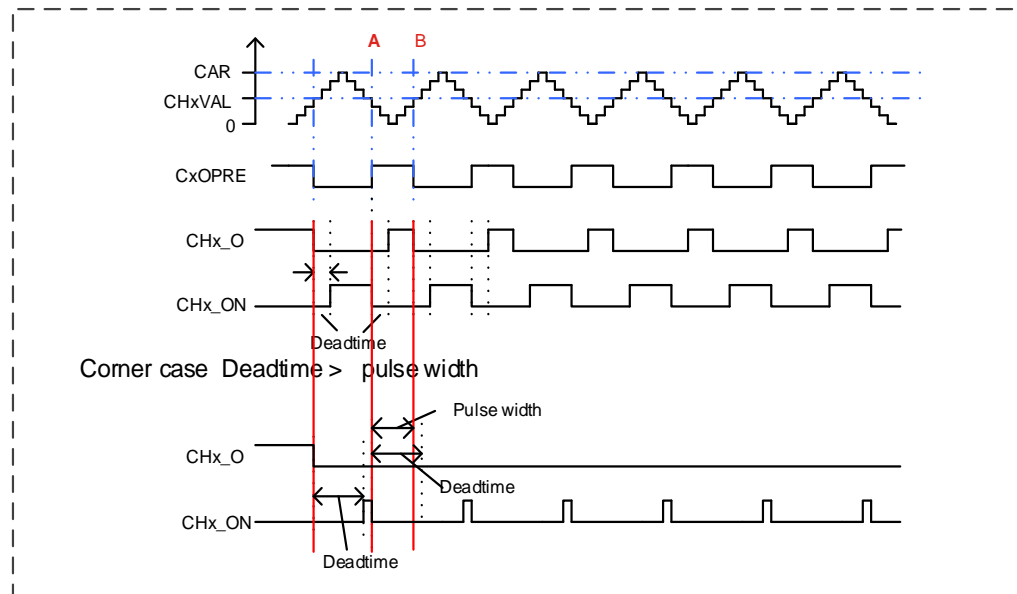 A B
CAR
CHxVAL
0
CxOPRE
CHx_O
CHx_ON
Deadtime
Corner case Deadtime > pulse width
Pulse width
CHx_O
Deadtime
CHx_ON
Deadtime